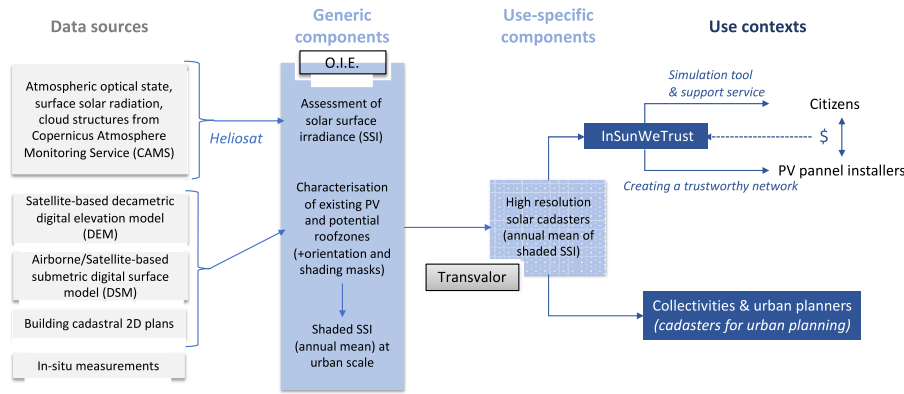 Data sources
Generic
components
Use-specific
components
Use contexts
Atmospheric optical state,
surface solar radiation,
cloud structures from
Copernicus Atmosphere
Monitoring Service (CAMS)
Heliosat
Satellite-based decametric
digital elevation model
(DEM)
Airborne/Satellite-based
submetric digital surface
model (DSM)
Building cadastral 2D plans
In-situ measurements
O.I.E.
Assessment of
solar surface
irradiance (SSI)
Characterisation
of existing PV
and potential
roofzones
(+orientation and
shading masks)
Shaded SSI
(annual mean) at
urban scale
High resolution
solar cadasters
(annual mean of
shaded SSI)
Transvalor
Simulation tool
& support service
InSunWeTrust
Citizens
$
PV pannel installers
Creating a trustworthy network
Collectivities & urban planners
(cadasters for urban planning)